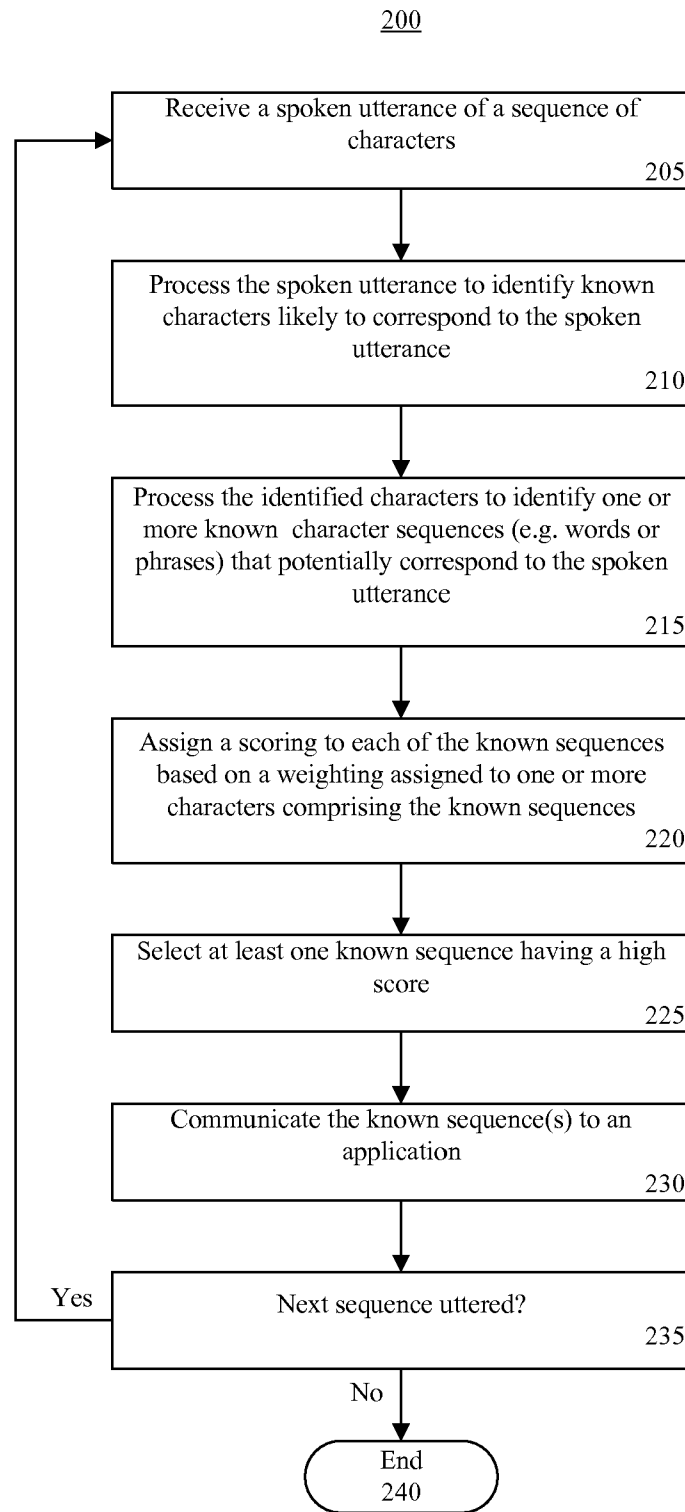 200
Receive a spoken utterance of a sequence of
characters
205
Process the spoken utterance to identify known
characters likely to correspond to the spoken
utterance
210
Process the identified characters to identify one or
more known character sequences (e.g. words or
phrases) that potentially correspond to the spoken
utterance
215
Assign a scoring to each of the known sequences
based on a weighting assigned to one or more
characters comprising the known sequences
220
Select at least one known sequence having a high
score
225
Communicate the known sequence(s) to an
application
230
Yes
Next sequence uttered?
235
No
End
240